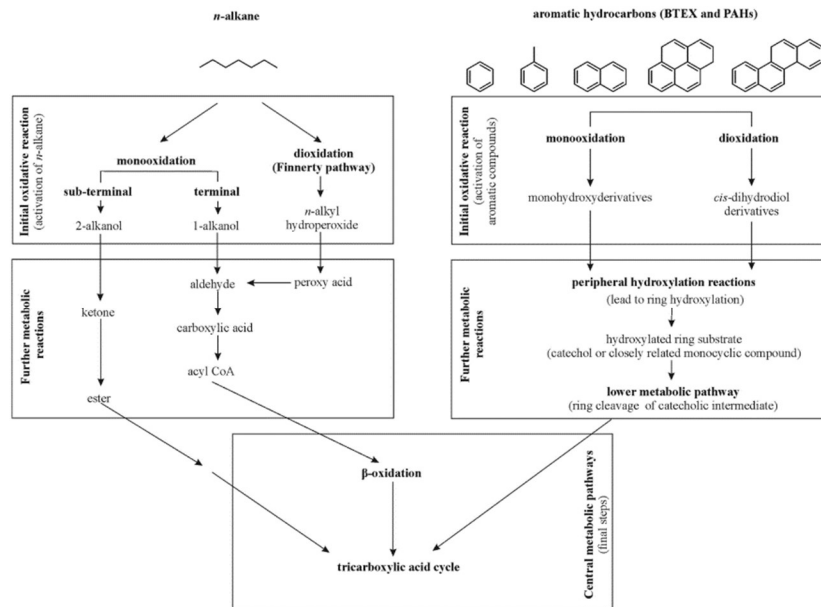 n-alkane
aromatic hydrocarbons (BTEX and PAHs)
Initial oxidative reaction
(activation of n-alkane)
monooxidation
dioxidation
(Finnerty pathway)
sub-terminal
terminal
2-alkanol
1-alkanol
n-alkyl
hydroperoxide
Initial oxidative reaction
(activation of
aromatic compounds)
monooxidation
dioxidation
monohydroxyderivatives
cis-dihydrodiol
derivatives
Further metabolic
reactions
aldehyde
peroxy acid
ketone
carboxylic acid
acyl CoA
ester
Further metabolic
reactions
peripheral hydroxylation reactions
(lead to ring hydroxylation)
hydroxylated ring substrate
(catechol or closely related monocyclic compound)
lower metabolic pathway
(ring cleavage of catecholic intermediate)
β-oxidation
tricarboxylic acid cycle
Central metabolic pathways
(final steps)